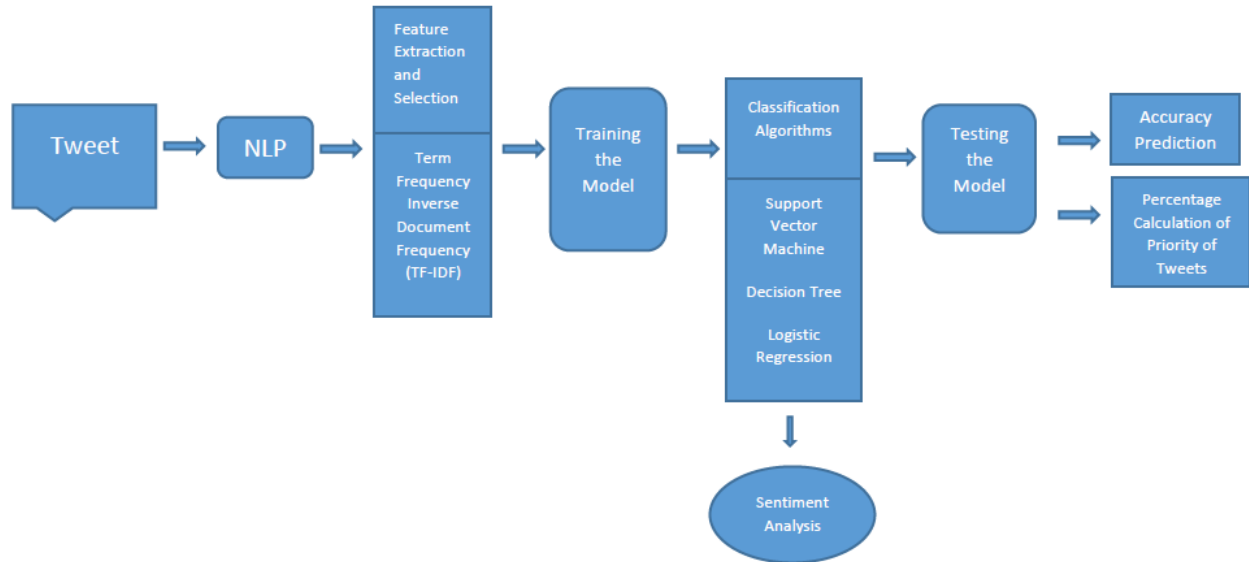 Tweet
NLP
Feature
Extraction
and
Selection
Term
Frequency
Inverse
Document
Frequency
(TF-IDF)
Training
the
Model
Classification
Algorithms
Support
Vector
Machine
Decision Tree
Logistic
Regression
Sentiment
Analysis
Testing
the
Model
Accuracy
Prediction
Percentage
Calculation of
Priority of
Tweets